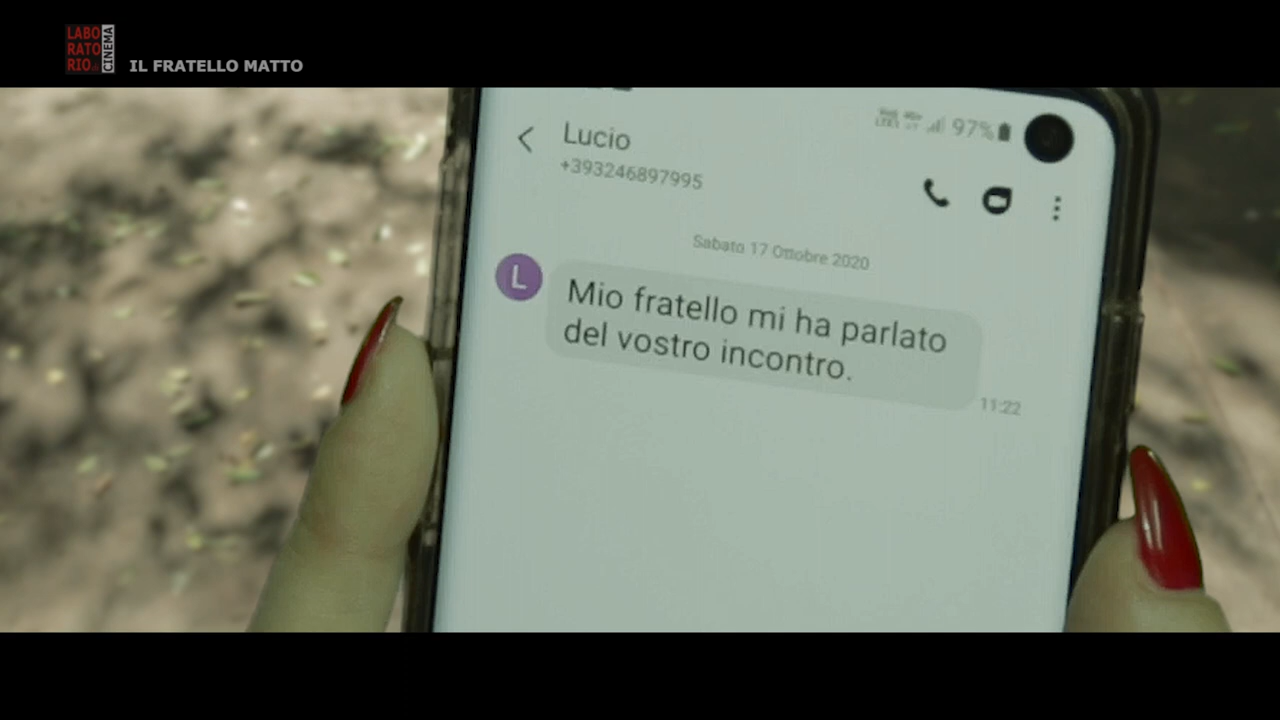 LABO
RATO
RIO di
CINEMA
IL FRATELLO MATTO
97%
Lucio
+393246897995
Sabato 17 Ottobre 2020
L
Mio fratello mi ha parlato
del vostro incontro.
11:22